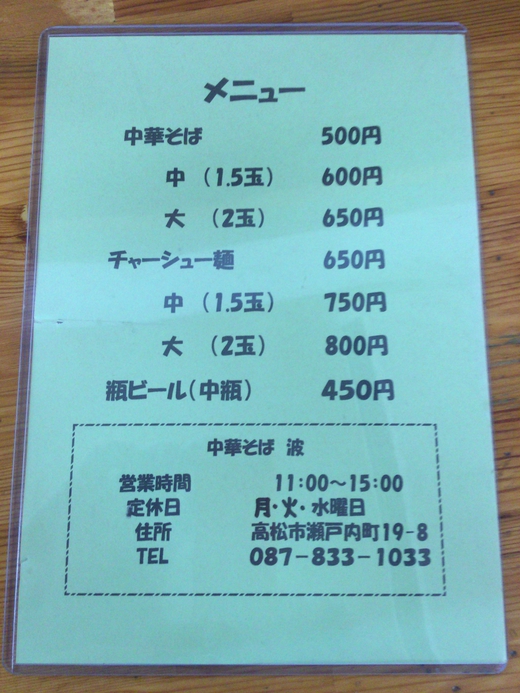 メニュー
中華そば 500円
中 （1.5玉） 600円
大 （2玉） 650円
チャーシュー麺 650円
中 （1.5玉） 750円
大 （2玉） 800円
瓶ビール（中瓶） 450円
中華そば 波
営業時間 11:00～15:00
定休日 月・火・水曜日
住所 高松市瀬戸内町19-8
TEL 087-833-1033